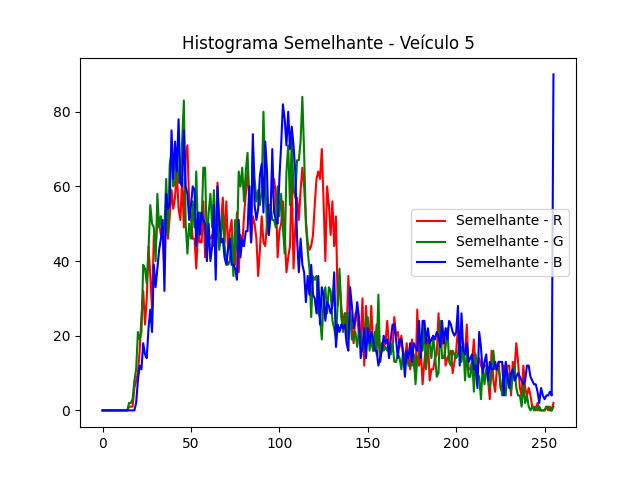 Histograma Semelhante - Veículo 5
80
60
40
20
0
Semelhante - R
Semelhante - G
Semelhante - B
0 50 100 150 200 250